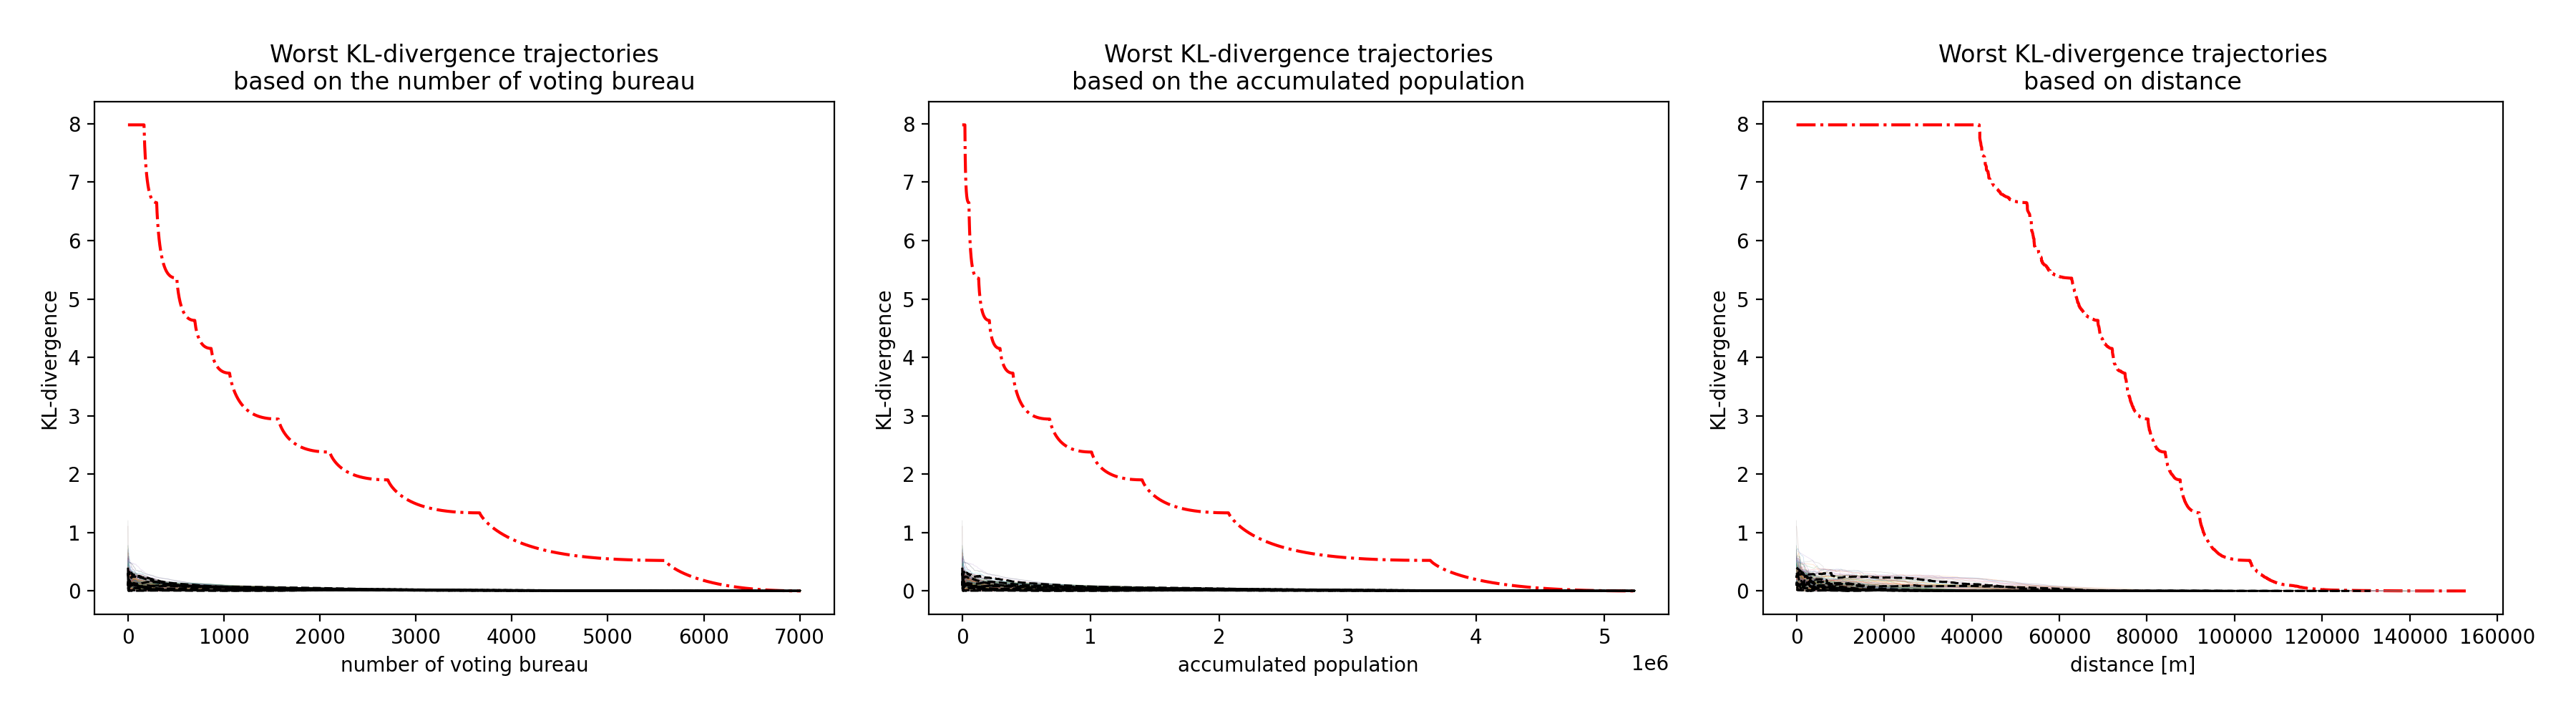 Worst KL-divergence trajectories
based on the number of voting bureau
8
7
6
5
4
3
2
1
0
KL-divergence
0 1000 2000 3000 4000 5000 6000 7000
number of voting bureau
Worst KL-divergence trajectories
based on the accumulated population
8
7
6
5
4
3
2
1
0
KL-divergence
0 1 2 3 4 5
1e6
accumulated population
Worst KL-divergence trajectories
based on distance
8
7
6
5
4
3
2
1
0
KL-divergence
0 20000 40000 60000 80000 100000 120000 140000 160000
distance [m]